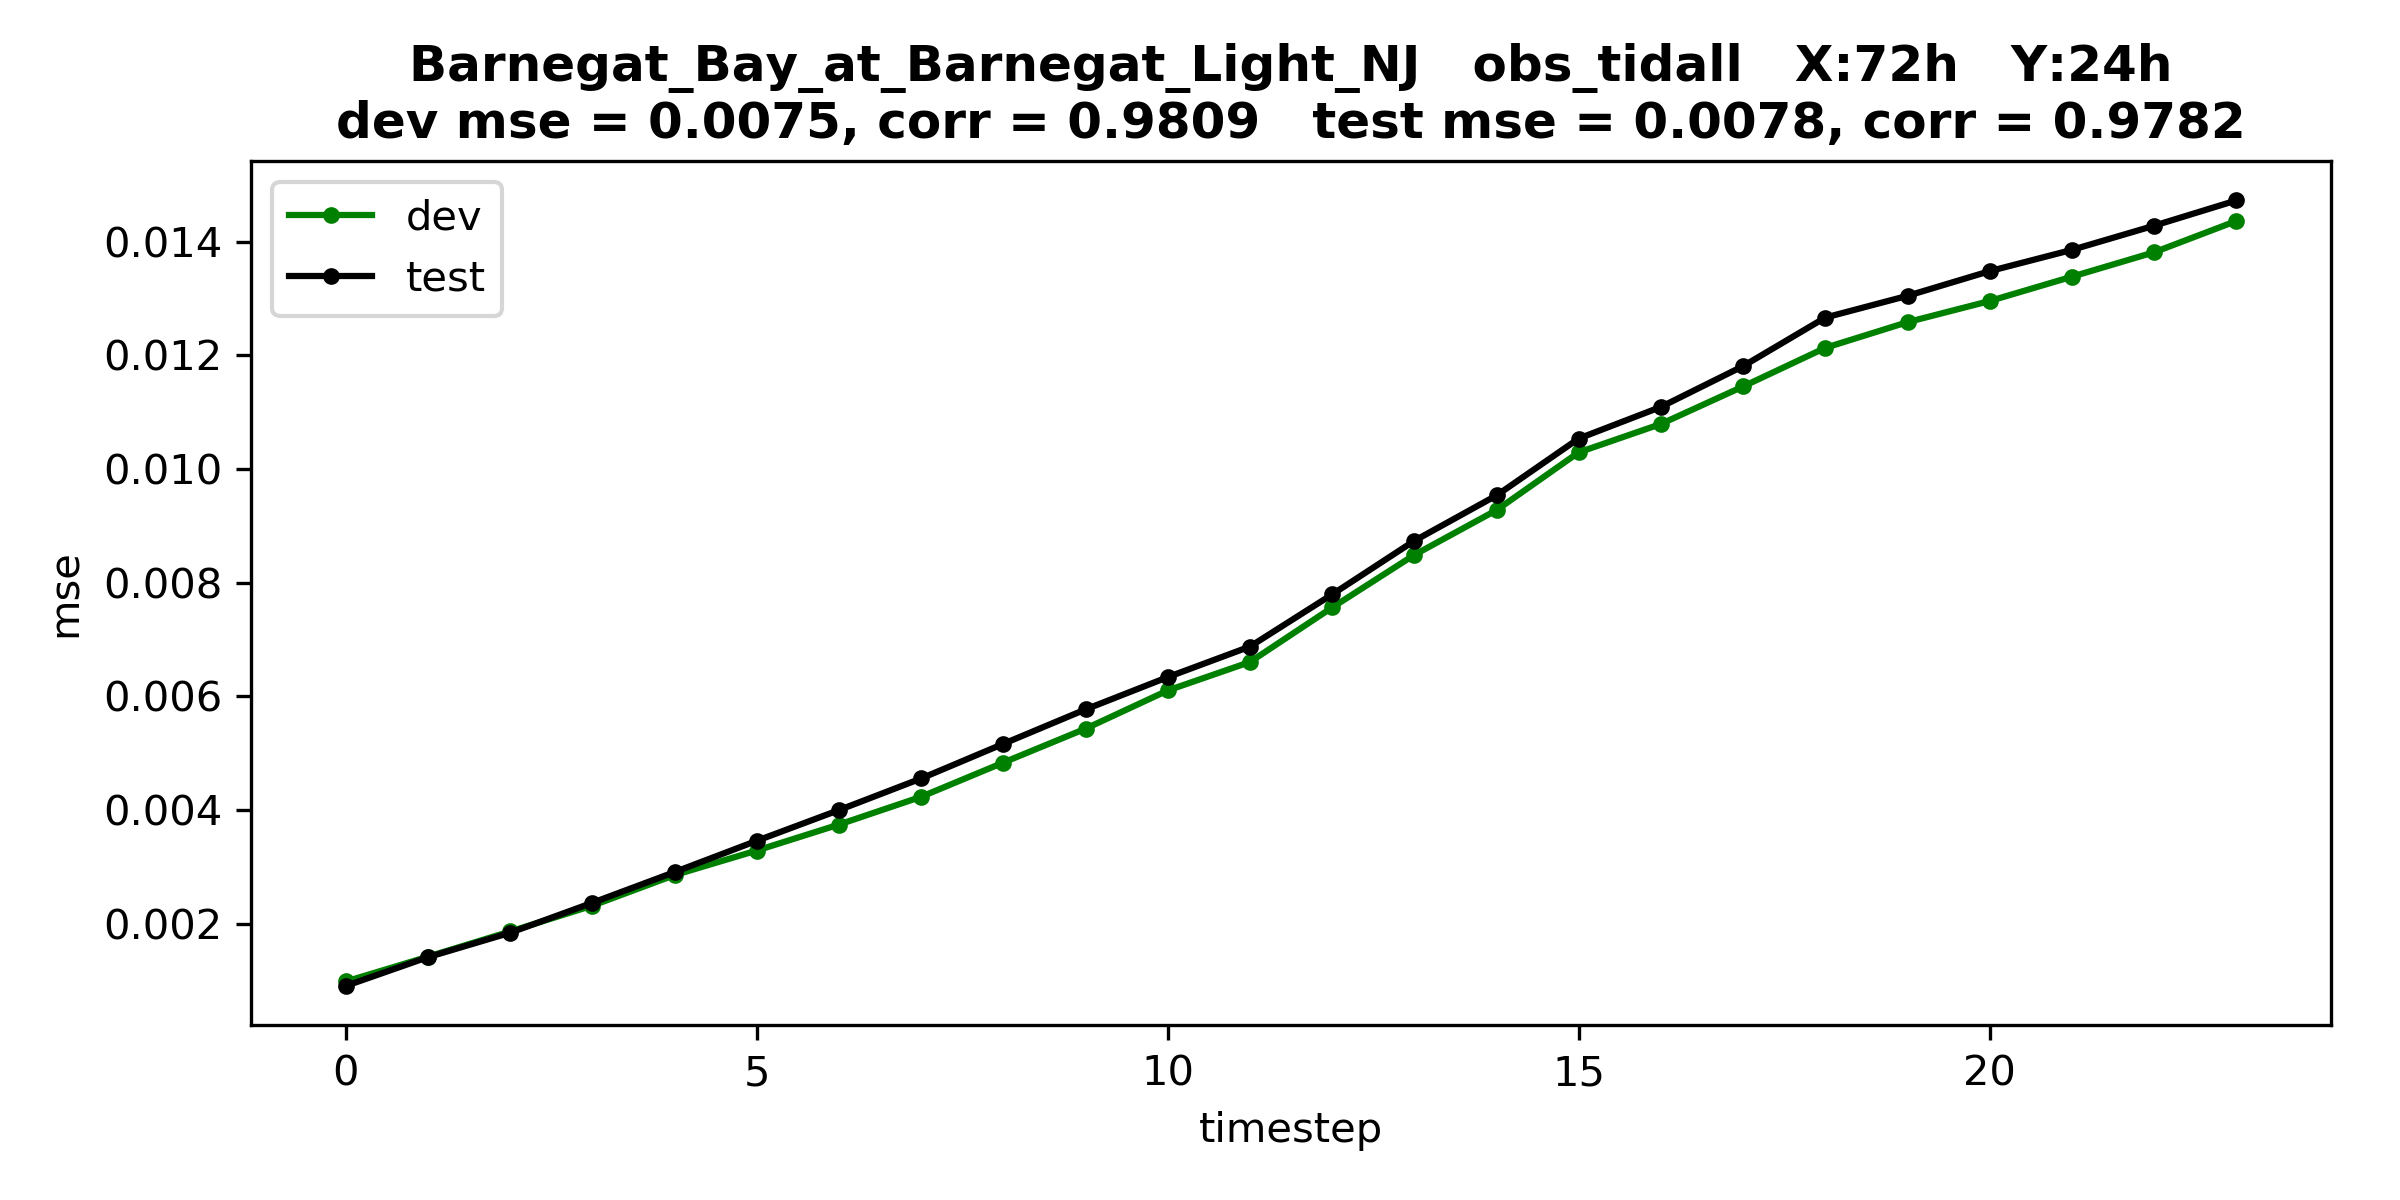 Barnegat_Bay_at_Barnegat_Light_NJ   obs_tidall   X:72h   Y:24h
dev mse = 0.0075, corr = 0.9809   test mse = 0.0078, corr = 0.9782
dev
test
0.014
0.012
0.010
0.008
0.006
0.004
0.002
mse
0 5 10 15 20
timestep